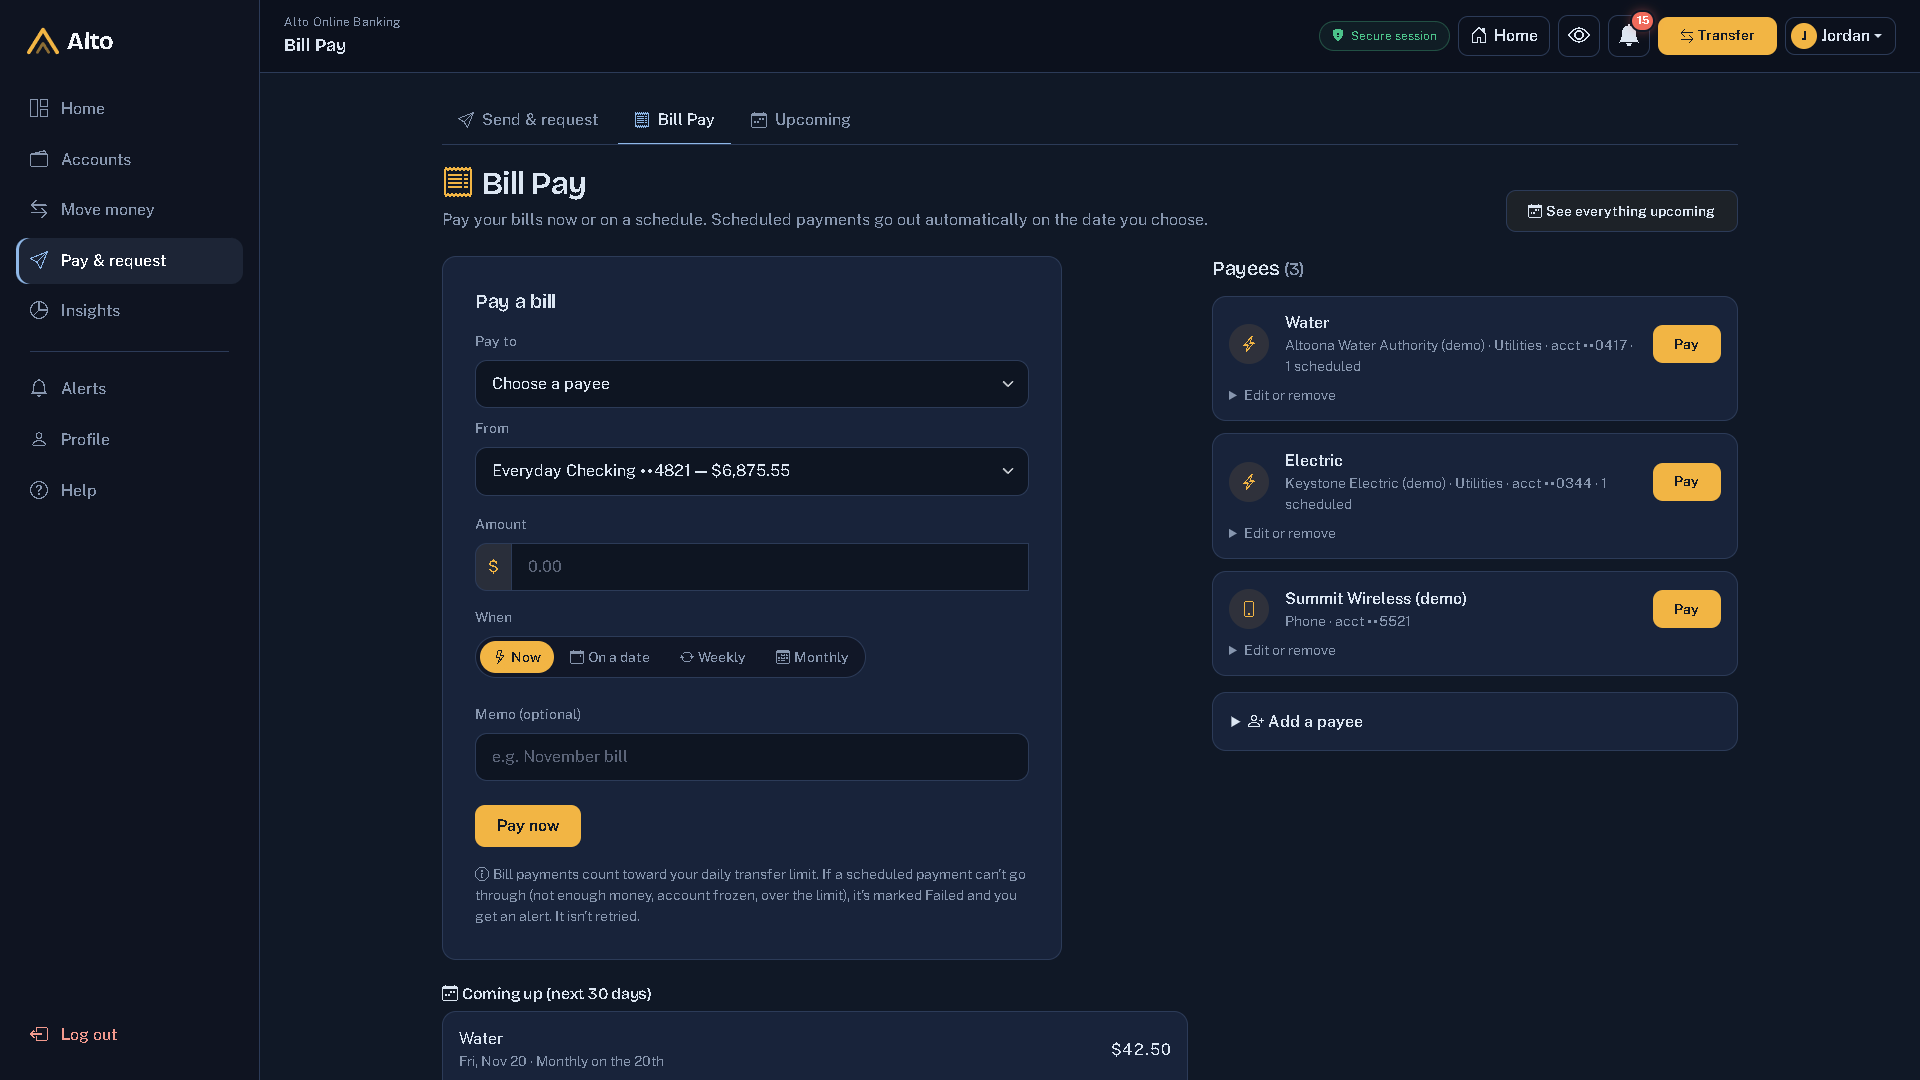 Alto
Home
Accounts
Move money
Pay & request
Insights
Alerts
Profile
Help
Log out
Alto Online Banking
Bill Pay
Secure session
Home
15
Transfer
J
Jordan
Send & request
Bill Pay
Upcoming
Bill Pay
Pay your bills now or on a schedule. Scheduled payments go out automatically on the date you choose.
See everything upcoming
Pay a bill
Pay to
Choose a payee
From
Everyday Checking ••4821 — $6,875.55
Amount
$
0.00
When
Now
On a date
Weekly
Monthly
Memo (optional)
e.g. November bill
Pay now
Bill payments count toward your daily transfer limit. If a scheduled payment can't go
through (not enough money, account frozen, over the limit), it's marked Failed and you
get an alert. It isn't retried.
Coming up (next 30 days)
Water
$42.50
Fri, Nov 20 · Monthly on the 20th
Payees (3)
Water
Altoona Water Authority (demo) · Utilities · acct ••0417 ·
1 scheduled
Pay
Edit or remove
Electric
Keystone Electric (demo) · Utilities · acct ••0344 · 1
scheduled
Pay
Edit or remove
Summit Wireless (demo)
Phone · acct ••5521
Pay
Edit or remove
Add a payee